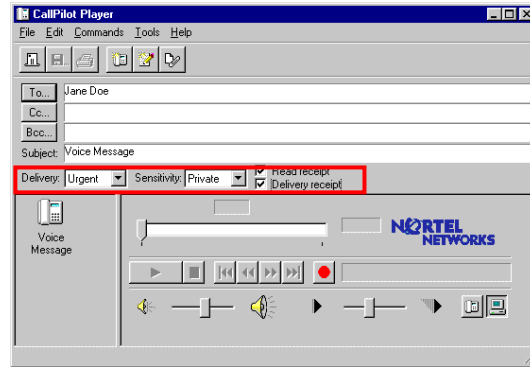 CallPilot Player
File Edit Commands Tools Help
To... Jane Doe
Cc...
Bcc...
Subject: Voice Message
Delivery: Urgent Sensitivity: Private Read receipt
Delivery receipt
Voice
Message
NORTEL
NETWORKS